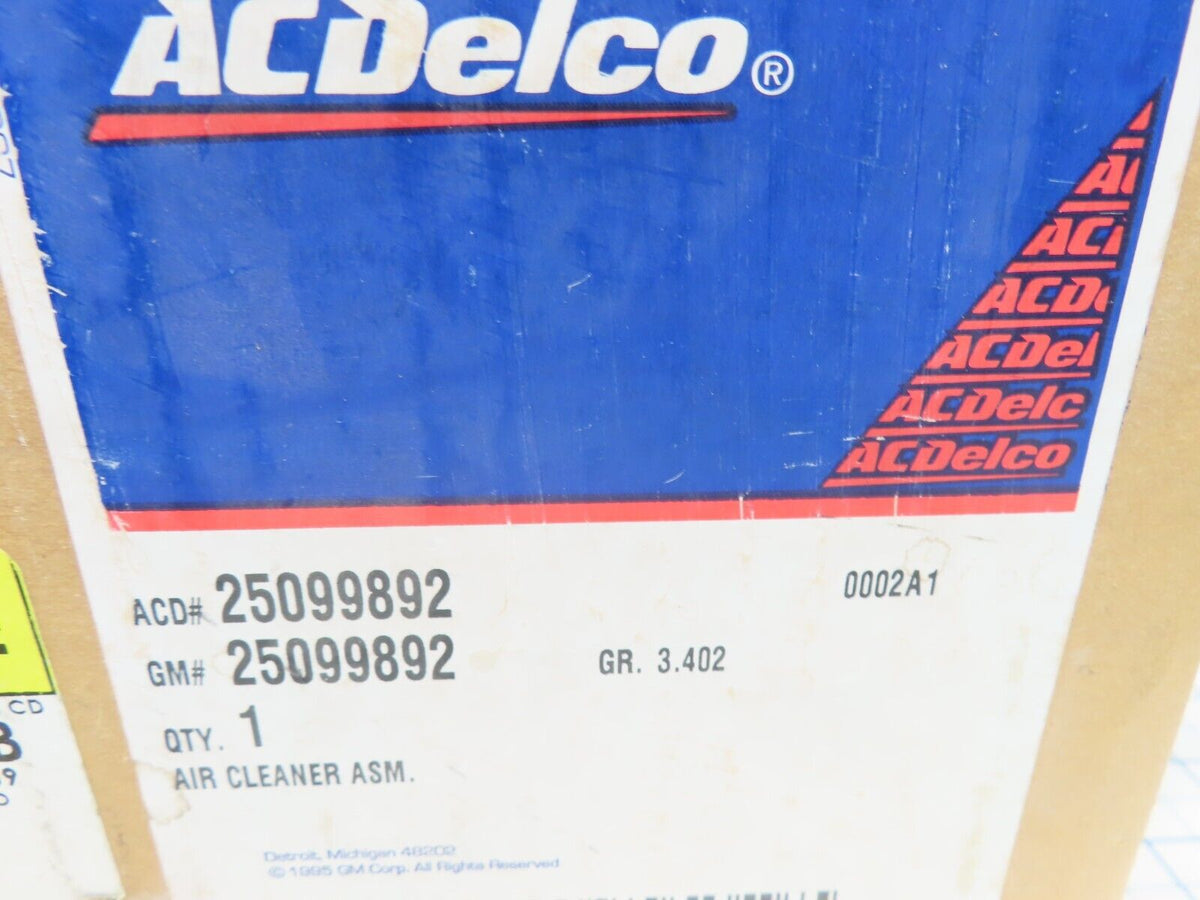 ACDelco®
AC
ACD
ACDel
ACDelc
ACDelco
ACD# 25099892
0002A1
GM# 25099892
GR. 3.402
QTY. 1
AIR CLEANER ASM.
CD
Detroit, Michigan 48202
© 1995 GM Corp. All Rights Reserved